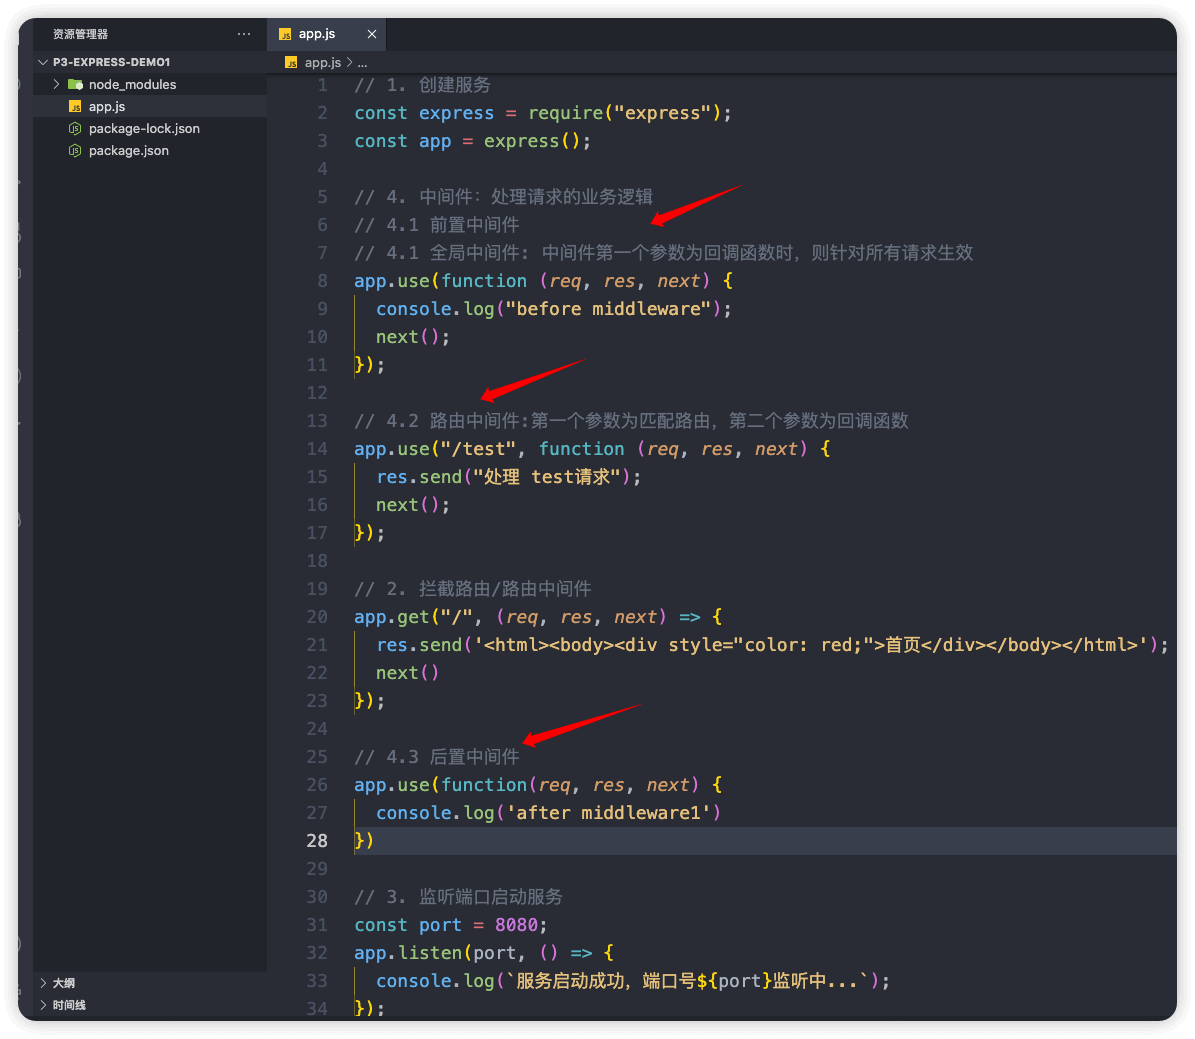 资源管理器
···
app.js
P3-EXPRESS-DEMO1
node_modules
app.js
package-lock.json
package.json
大纲
时间线
app.js > ...
1 // 1. 创建服务
2 const express = require("express");
3 const app = express();
4
5 // 4. 中间件：处理请求的业务逻辑
6 // 4.1 前置中间件
7 // 4.1 全局中间件: 中间件第一个参数为回调函数时，则针对所有请求生效
8 app.use(function (req, res, next) {
9 console.log("before middleware");
10 next();
11 });
12
13 // 4.2 路由中间件:第一个参数为匹配路由，第二个参数为回调函数
14 app.use("/test", function (req, res, next) {
15 res.send("处理 test请求");
16 next();
17 });
18
19 // 2. 拦截路由/路由中间件
20 app.get("/", (req, res, next) => {
21 res.send('<html><body><div style="color: red;">首页</div></body></html>');
22 next()
23 });
24
25 // 4.3 后置中间件
26 app.use(function(req, res, next) {
27 console.log('after middleware1')
28 })
29
30 // 3. 监听端口启动服务
31 const port = 8080;
32 app.listen(port, () => {
33 console.log(`服务启动成功，端口号${port}监听中...`);
34 });